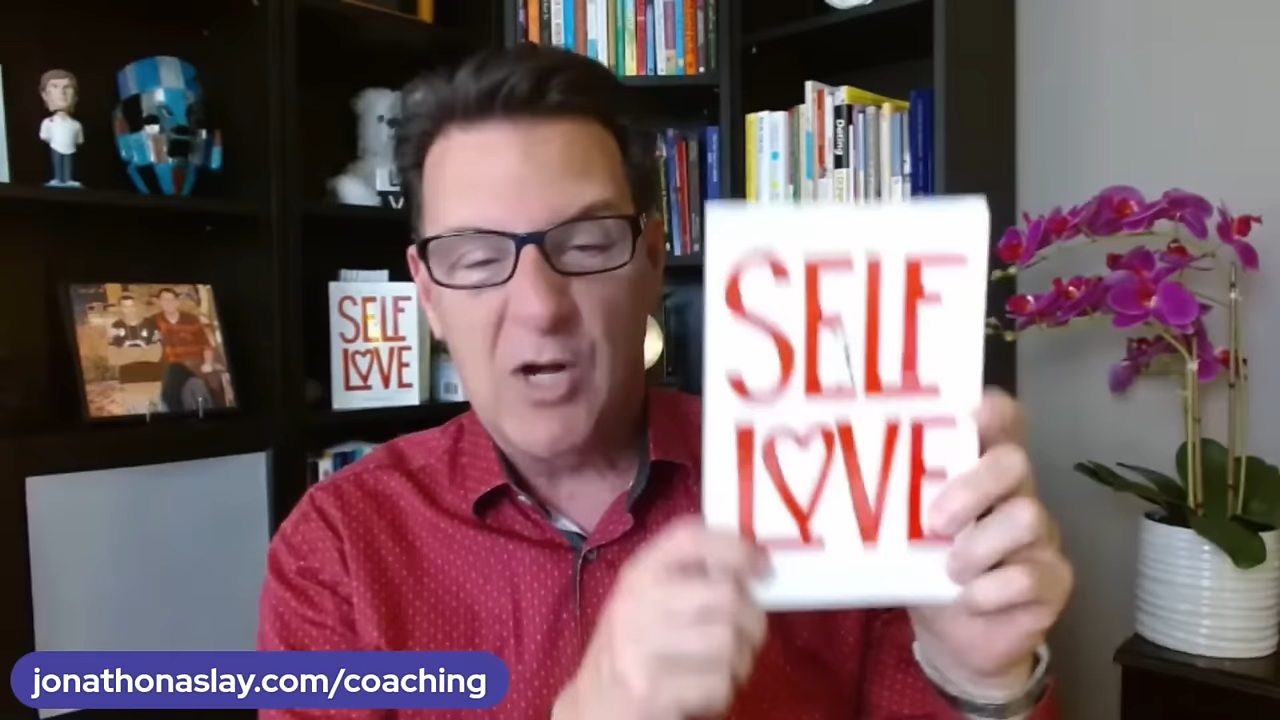 Dating
SELF
LOVE
SELF
LOVE
jonathonaslay.com/coaching